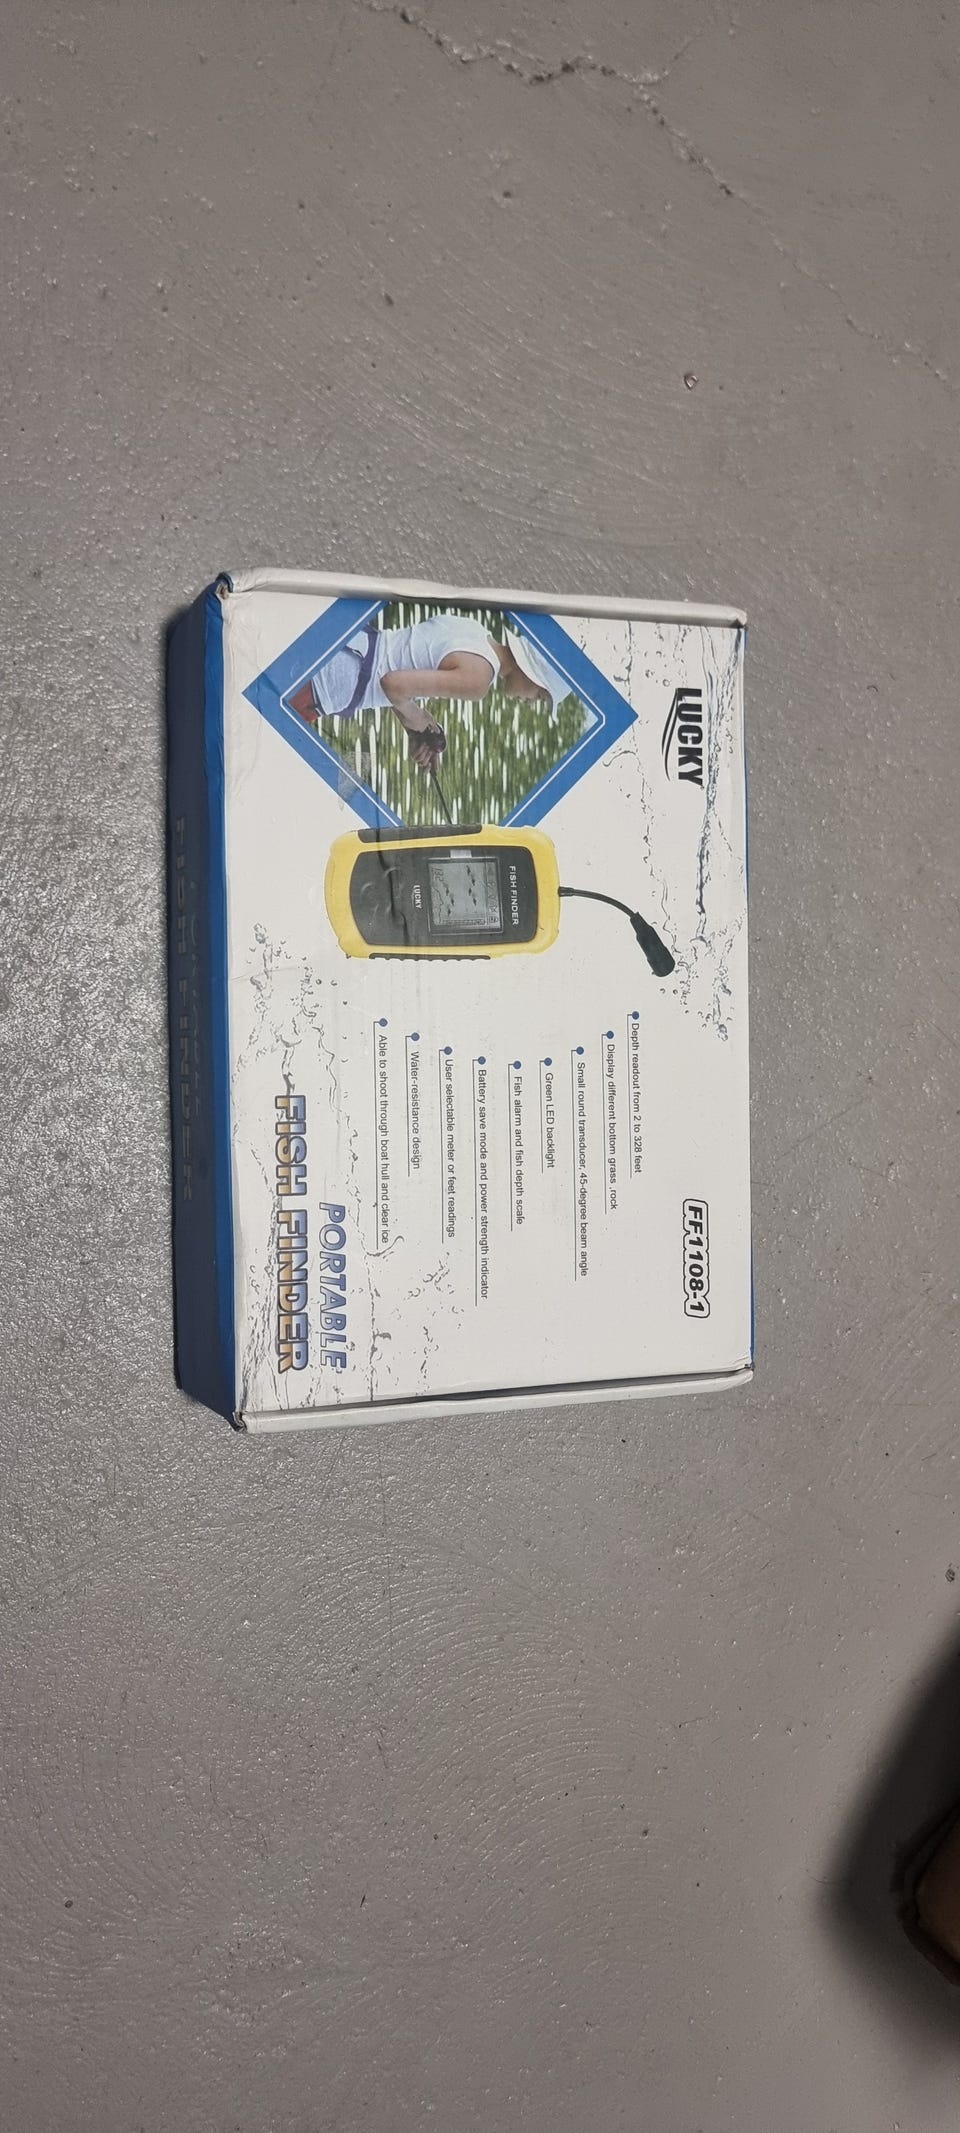 LUCKY
FF1108-1
FISH FINDER
LUCKY
Depth readout from 2 to 328 feet
Display different bottom grass ,rock
Small round transducer, 45-degree beam angle
Green LED backlight
Fish alarm and fish depth scale
Battery save mode and power strength indicator
User selectable meter or feet readings
Water-resistance design
Able to shoot through boat hull and clear ice
PORTABLE
FISH FINDER
FISH FINDER